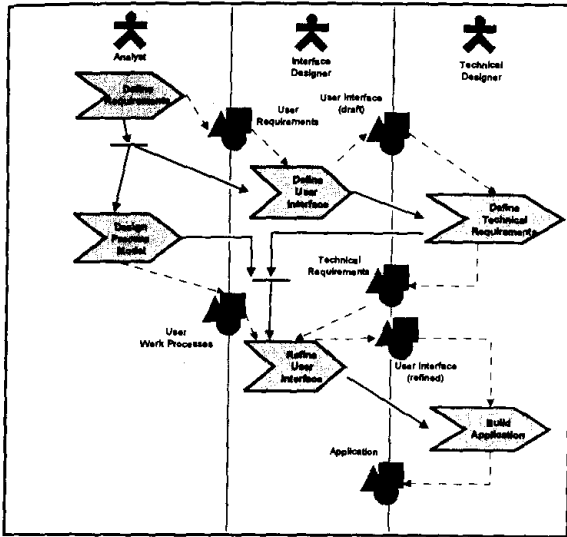 Analyst
Interface
Designer
Technical
Designer
Define
Requirements
User
Requirements
User Interface
(draft)
Define
User
Interface
Define
Technical
Requirements
Design
Process
Model
Technical
Requirements
User
Work Processes
Refine
User
Interface
User Interface
(refined)
Build
Application
Application